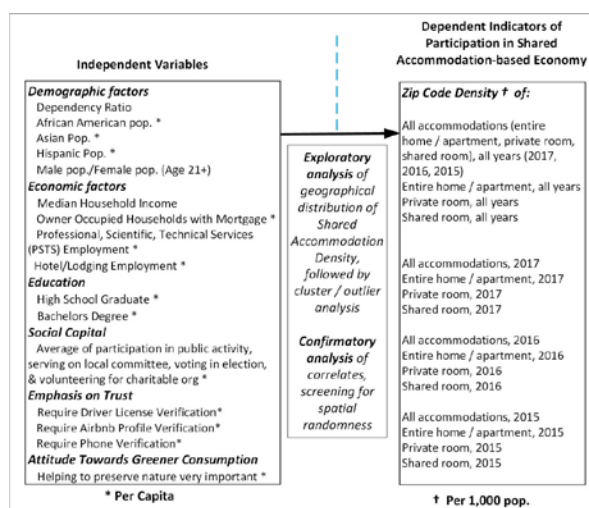 Independent Variables
Demographic factors
Dependency Ratio
African American pop. *
Asian Pop. *
Hispanic Pop. *
Male pop./Female pop. (Age 21+)
Economic factors
Median Household Income
Owner Occupied Households with Mortgage *
Professional, Scientific, Technical Services
(PSTS) Employment *
Hotel/Lodging Employment *
Education
High School Graduate *
Bachelors Degree *
Social Capital
Average of participation in public activity,
serving on local committee, voting in election,
& volunteering for charitable org *
Emphasis on Trust
Require Driver License Verification*
Require Airbnb Profile Verification*
Require Phone Verification*
Attitude Towards Greener Consumption
Helping to preserve nature very important *
* Per Capita
Exploratory
analysis of
geographical
distribution of
Shared
Accommodation
Density,
followed by
cluster / outlier
analysis
Confirmatory
analysis of
correlates,
screening for
spatial
randomness
Dependent Indicators of
Participation in Shared
Accommodation-based Economy
Zip Code Density † of:
All accommodations (entire
home / apartment, private room,
shared room), all years (2017,
2016, 2015)
Entire home / apartment, all years
Private room, all years
Shared room, all years
All accommodations, 2017
Entire home / apartment, 2017
Private room, 2017
Shared room, 2017
All accommodations, 2016
Entire home / apartment, 2016
Private room, 2016
Shared room, 2016
All accommodations, 2015
Entire home / apartment, 2015
Private room, 2015
Shared room, 2015
† Per 1,000 pop.